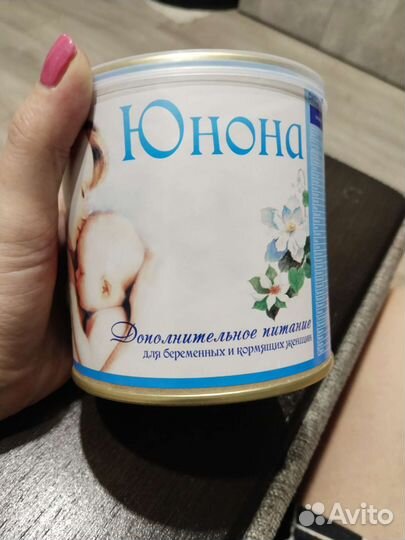 Юнона
Дополнительное питание
для беременных и кормящих женщин
Avito